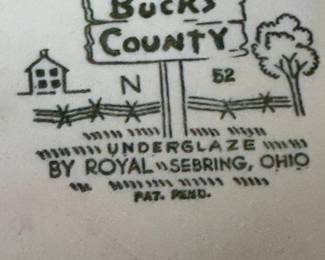 BUCKS
COUNTY
N 52
UNDERGLAZE
BY ROYAL SEBRING, OHIO
PAT. PEND.